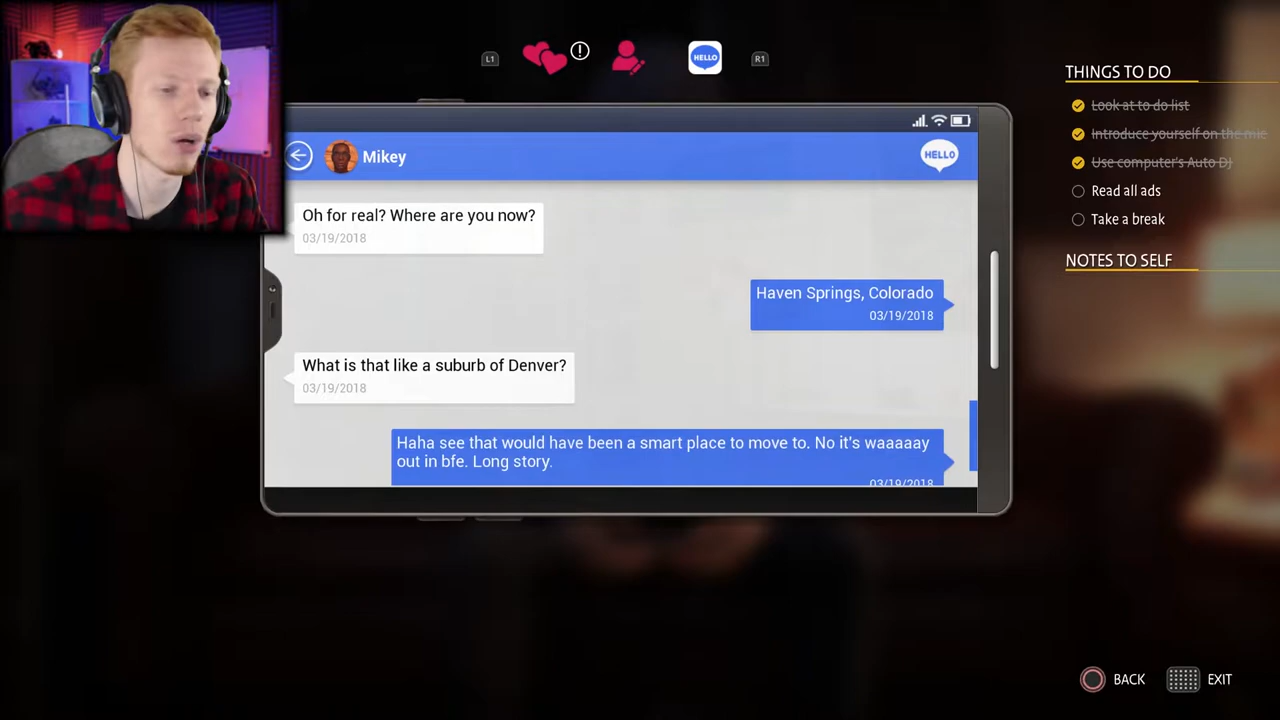 L1
HELLO
R1
THINGS TO DO
Look at to do list
Introduce yourself on the mic
Use computer's Auto DJ
Read all ads
Take a break
NOTES TO SELF
Mikey
HELLO
Oh for real? Where are you now?
03/19/2018
Haven Springs, Colorado
03/19/2018
What is that like a suburb of Denver?
03/19/2018
Haha see that would have been a smart place to move to. No it's waaaaay
out in bfe. Long story.
03/19/2018
BACK
EXIT